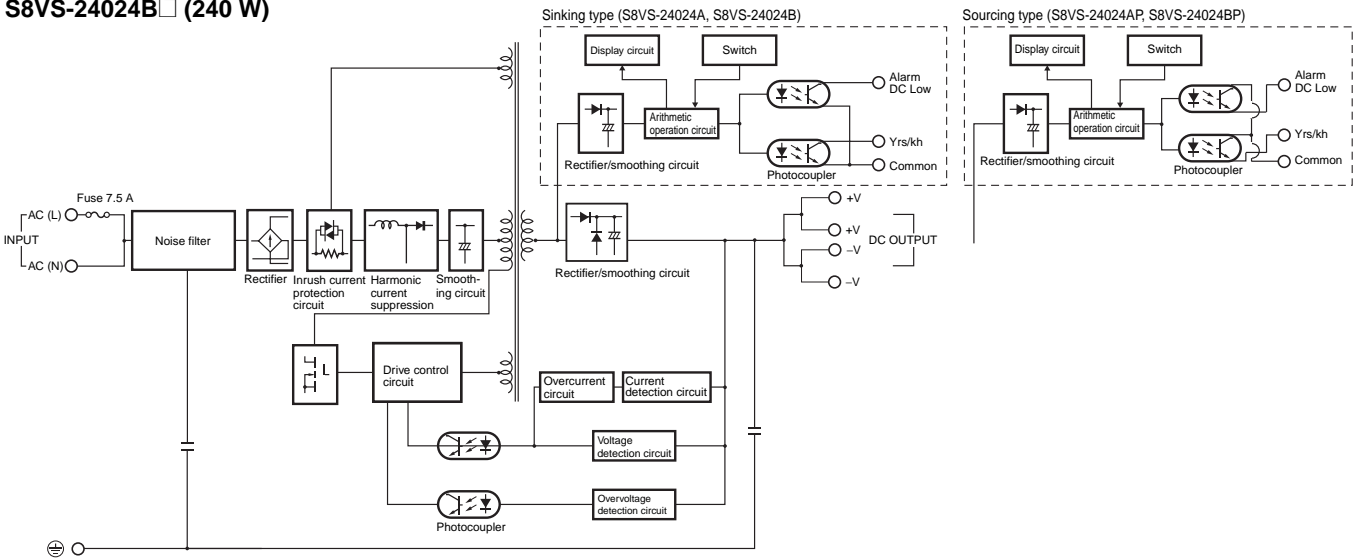 S8VS-24024B□ (240 W)
Sinking type (S8VS-24024A, S8VS-24024B)
Display circuit
Switch
Alarm
DC Low
Arithmetic
operation circuit
Yrs/kh
Rectifier/smoothing circuit
Common
Photocoupler
Sourcing type (S8VS-24024AP, S8VS-24024BP)
Display circuit
Switch
Alarm
DC Low
Arithmetic
operation circuit
Yrs/kh
Rectifier/smoothing circuit
Common
Photocoupler
Fuse 7.5 A
AC (L)
INPUT
AC (N)
Noise filter
Rectifier
Inrush current
protection
circuit
Harmonic
current
suppression
Smooth-
ing circuit
Rectifier/smoothing circuit
+V
+V
DC OUTPUT
–V
–V
L
Drive control
circuit
Overcurrent
circuit
Current
detection circuit
Voltage
detection circuit
Overvoltage
detection circuit
Photocoupler